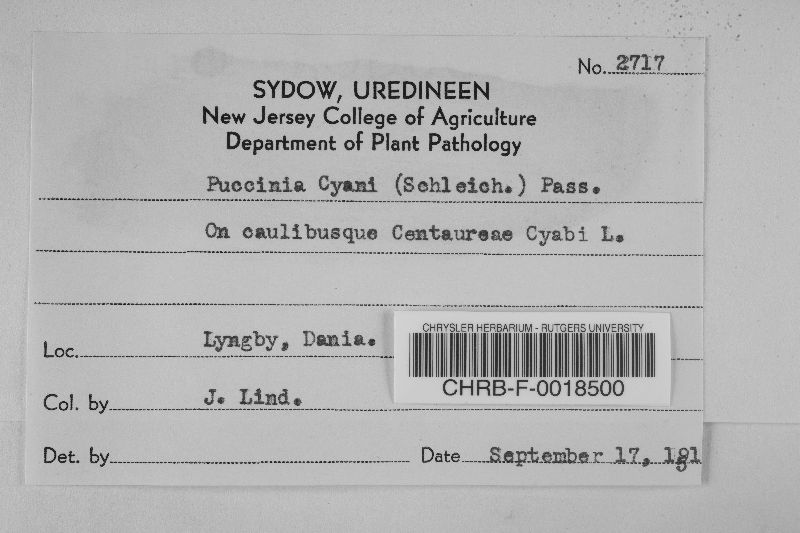 No. 2717
SYDOW, UREDINEEN
New Jersey College of Agriculture
Department of Plant Pathology
Puccinia Cyani (Schleich.) Pass.
On caulibusque Centaureae Cyabi L.
Loc. Lyngby, Dania.
CHRYSLER HERBARIUM - RUTGERS UNIVERSITY
CHRB-F-0018500
Col. by J. Lind.
Det. by
Date September 17,